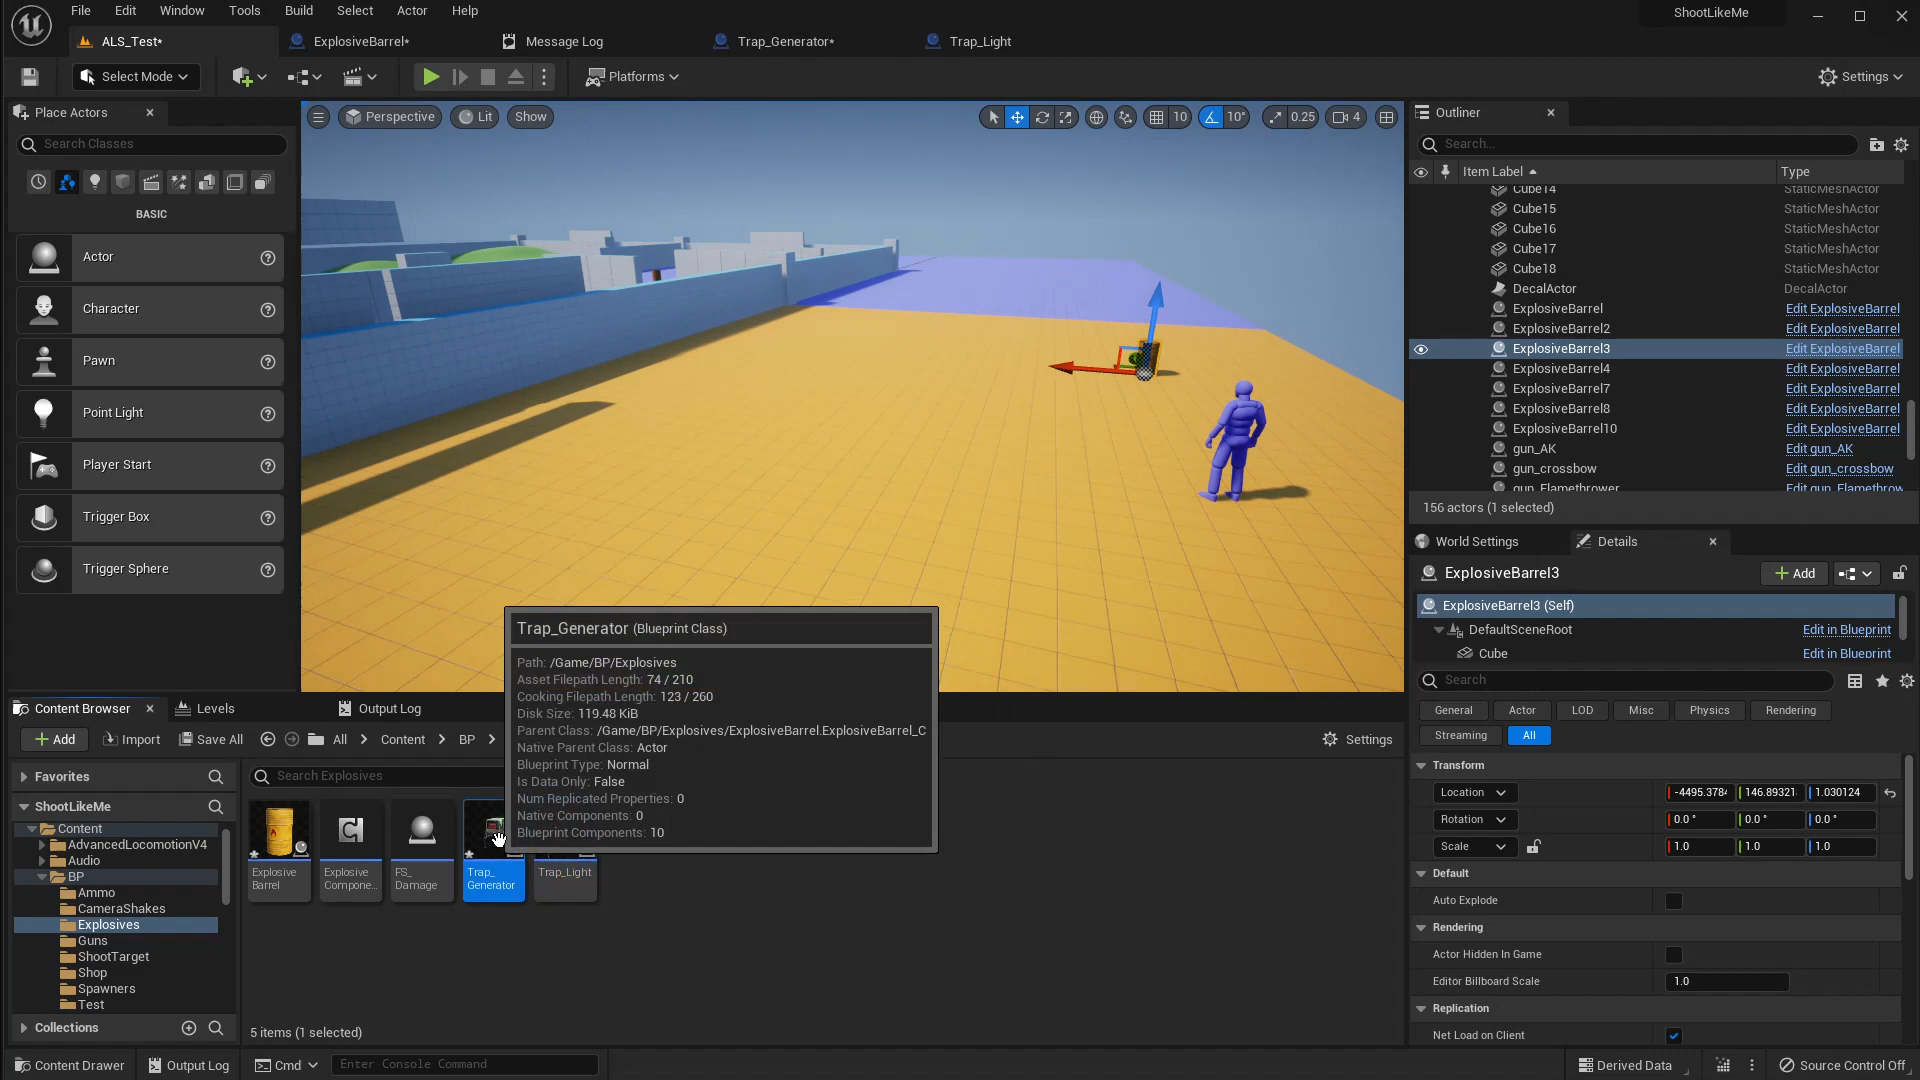 File Edit Window Tools Build Select Actor Help
ShootLikeMe
ALS_Test* ExplosiveBarrel* Message Log Trap_Generator* Trap_Light
Select Mode Platforms Settings
Place Actors
Search Classes
BASIC
Actor
Character
Pawn
Point Light
Player Start
Trigger Box
Trigger Sphere
Perspective Lit Show 10 10° 0.25 4
Outliner
Search...
Item Label Type
Cube14 StaticMeshActor
Cube15 StaticMeshActor
Cube16 StaticMeshActor
Cube17 StaticMeshActor
Cube18 StaticMeshActor
DecalActor DecalActor
ExplosiveBarrel Edit ExplosiveBarrel
ExplosiveBarrel2 Edit ExplosiveBarrel
ExplosiveBarrel3 Edit ExplosiveBarrel
ExplosiveBarrel4 Edit ExplosiveBarrel
ExplosiveBarrel7 Edit ExplosiveBarrel
ExplosiveBarrel8 Edit ExplosiveBarrel
ExplosiveBarrel10 Edit ExplosiveBarrel
gun_AK Edit gun_AK
gun_crossbow Edit gun_crossbow
gun_Flamethrower Edit gun_Flamethrow
156 actors (1 selected)
World Settings Details
ExplosiveBarrel3 Add
ExplosiveBarrel3 (Self)
DefaultSceneRoot Edit in Blueprint
Cube Edit in Blueprint
Search
General Actor LOD Misc Physics Rendering
Streaming All
Transform
Location -4495.378 146.89321 1.030124
Rotation 0.0 ° 0.0 ° 0.0 °
Scale 1.0 1.0 1.0
Default
Auto Explode
Rendering
Actor Hidden In Game
Editor Billboard Scale 1.0
Replication
Net Load on Client
Trap_Generator (Blueprint Class)
Path: /Game/BP/Explosives
Asset Filepath Length: 74 / 210
Cooking Filepath Length: 123 / 260
Disk Size: 119.48 KiB
Parent Class: /Game/BP/Explosives/ExplosiveBarrel.ExplosiveBarrel_C
Native Parent Class: Actor
Blueprint Type: Normal
Is Data Only: False
Num Replicated Properties: 0
Native Components: 0
Blueprint Components: 10
Content Browser Levels Output Log
Add Import Save All All Content BP Settings
Favorites
ShootLikeMe
Content
AdvancedLocomotionV4
Audio
BP
Ammo
CameraShakes
Explosives
Guns
ShootTarget
Shop
Spawners
Test
Collections
Search Explosives
Explosive
Barrel
Explosive
Compone...
FS_
Damage
Trap_
Generator
Trap_Light
5 items (1 selected)
Content Drawer Output Log Cmd Enter Console Command Derived Data Source Control Off